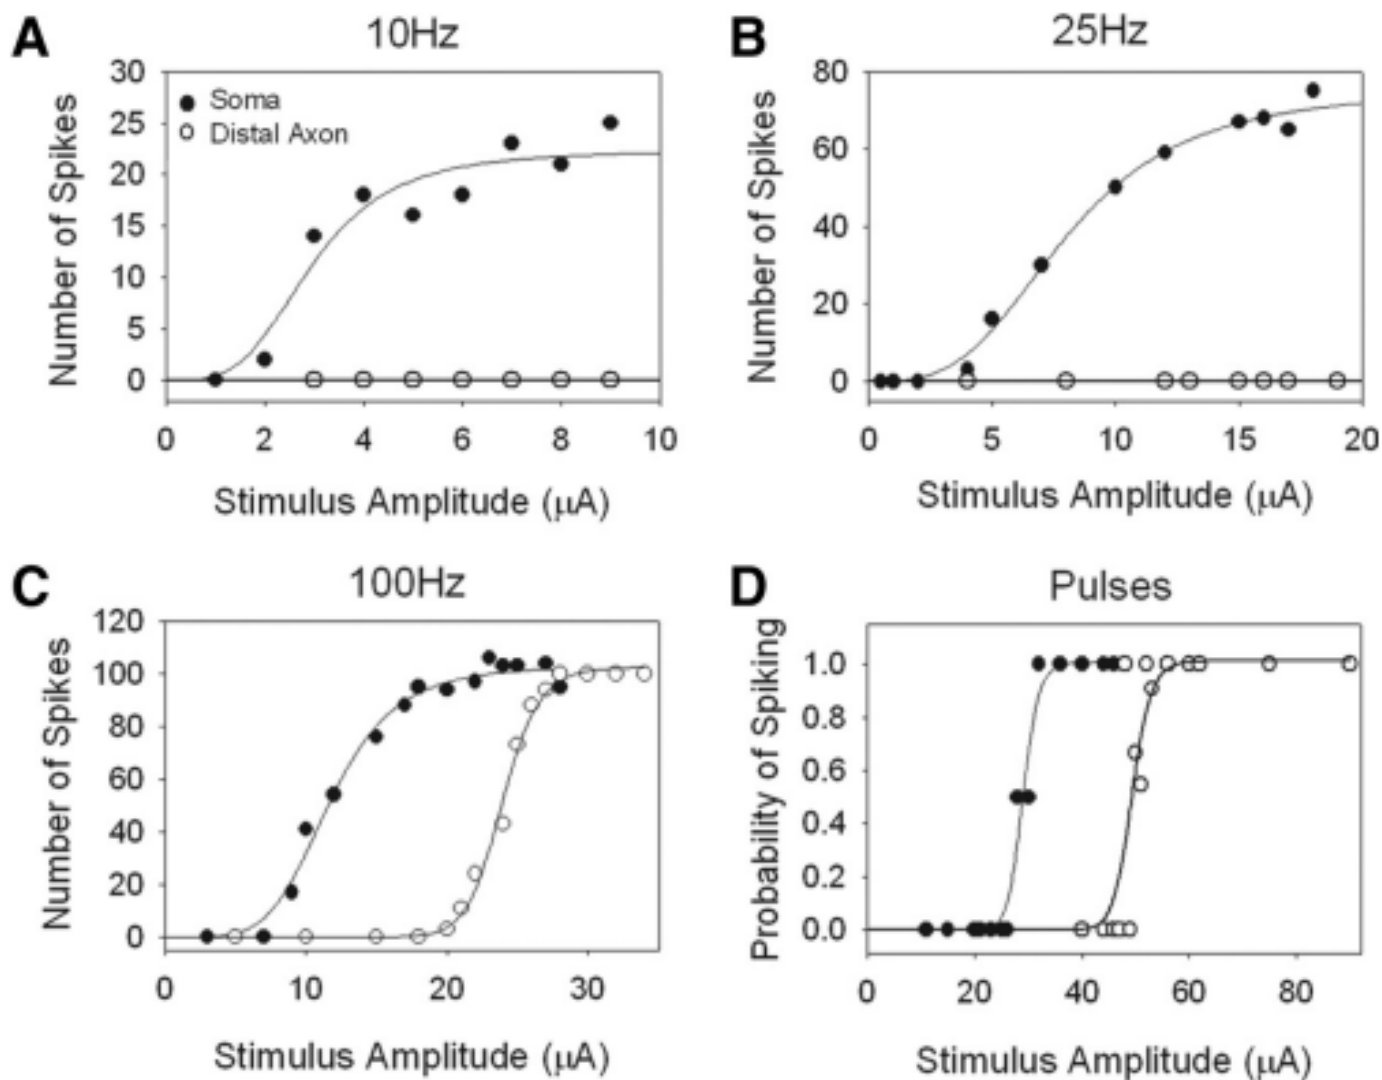 A
10Hz
Number of Spikes
30
25
20
15
10
5
0
Soma
Distal Axon
0 2 4 6 8 10
Stimulus Amplitude (μA)
B
25Hz
Number of Spikes
80
60
40
20
0
0 5 10 15 20
Stimulus Amplitude (μA)
C
100Hz
Number of Spikes
120
100
80
60
40
20
0
0 10 20 30
Stimulus Amplitude (μA)
D
Pulses
Probability of Spiking
1.0
0.8
0.6
0.4
0.2
0.0
0 20 40 60 80
Stimulus Amplitude (μA)